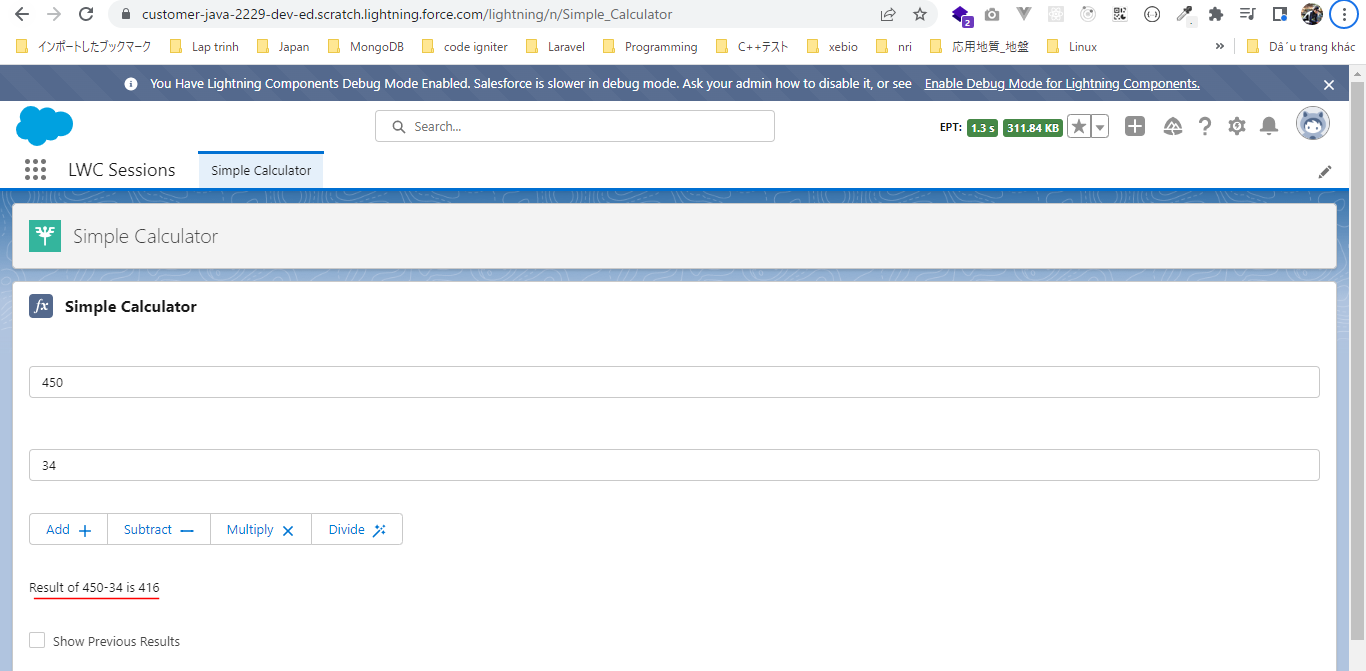 customer-java-2229-dev-ed.scratch.lightning.force.com/lightning/n/Simple_Calculator
2
インポートしたブックマーク Lap trinh Japan MongoDB code igniter Laravel Programming C++テスト xebio nri 応用地質_地盤 Linux » Dấu trang khác
You Have Lightning Components Debug Mode Enabled. Salesforce is slower in debug mode. Ask your admin how to disable it, or see Enable Debug Mode for Lightning Components.
Search...
EPT: 1.3 s 311.84 KB
LWC Sessions Simple Calculator
Simple Calculator
fx Simple Calculator
450
34
Add Subtract Multiply Divide
Result of 450-34 is 416
Show Previous Results